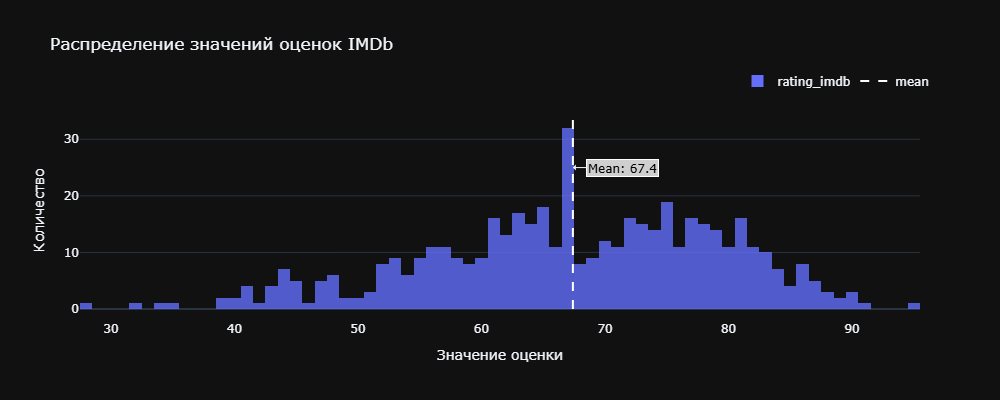 Распределение значений оценок IMDb
rating_imdb
mean
30
20
10
0
Количество
Mean: 67.4
30 40 50 60 70 80 90
Значение оценки